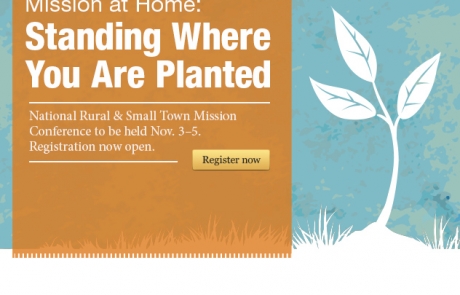 Mission at Home:
Standing Where
You Are Planted
National Rural & Small Town Mission
Conference to be held Nov. 3–5.
Registration now open.
Register now